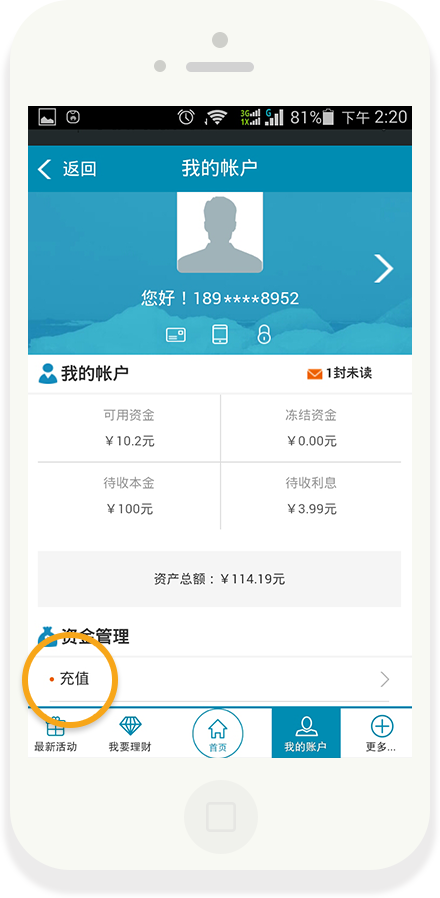 3G 1X G 81% 下午 2:20
返回 我的帐户
您好！189****8952
我的帐户 1封未读
可用资金 冻结资金
￥10.2元 ￥0.00元
待收本金 待收利息
￥100元 ￥3.99元
资产总额：￥114.19元
资金管理
充值
最新活动 我要理财 首页 我的账户 更多...